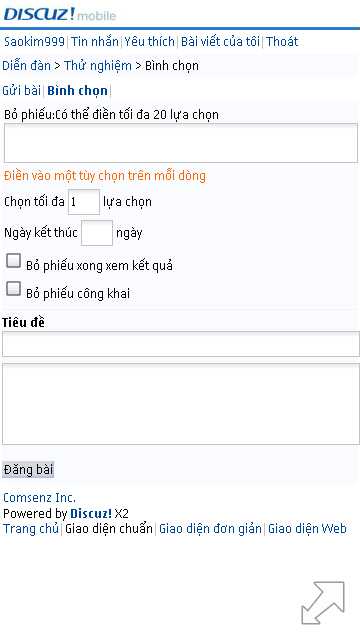 DISCUZ! mobile
Saokim999|Tin nhắn|Yêu thích|Bài viết của tôi|Thoát
Diễn đàn > Thử nghiệm > Bình chọn
Gửi bài|Bình chọn|
Bỏ phiếu:Có thể điền tối đa 20 lựa chọn
Điền vào một tùy chọn trên mỗi dòng
Chọn tối đa 1 lựa chọn
Ngày kết thúc ngày
Bỏ phiếu xong xem kết quả
Bỏ phiếu công khai
Tiêu đề
Đăng bài
Comsenz Inc.
Powered by Discuz! X2
Trang chủ|Giao diện chuẩn|Giao diện đơn giản|Giao diện Web